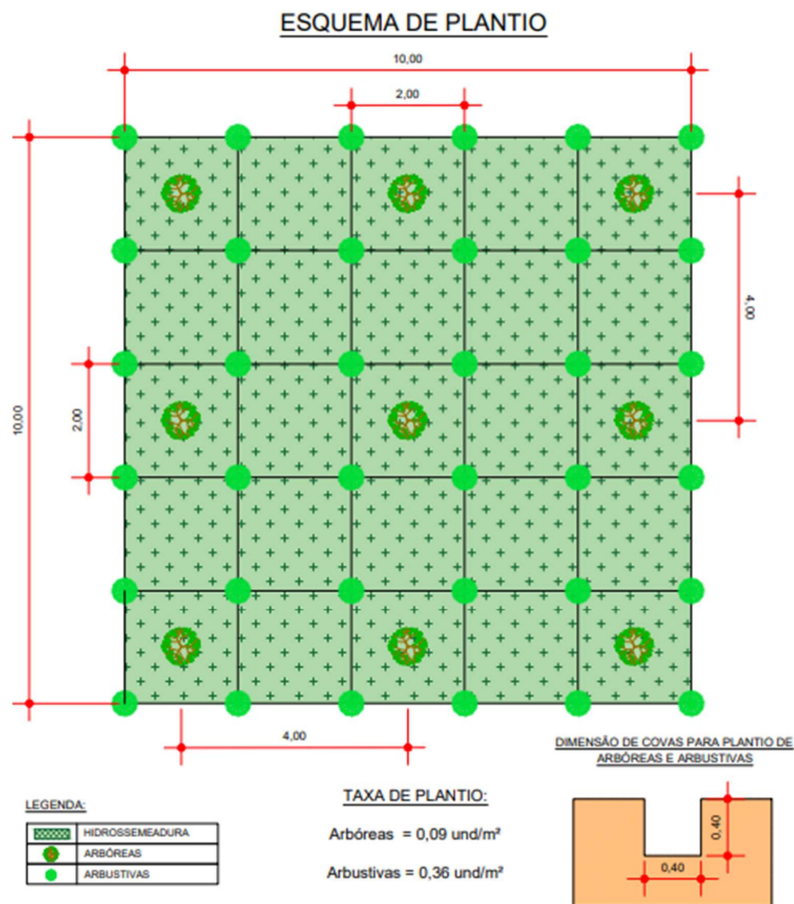 ESQUEMA DE PLANTIO
10,00
2,00
4,00
2,00
10,00
4,00
DIMENSÃO DE COVAS PARA PLANTIO DE
ARBÓREAS E ARBUSTIVAS
0,40
0,40
TAXA DE PLANTIO:
Arbóreas = 0,09 und/m²
Arbustivas = 0,36 und/m²
LEGENDA:
HIDROSSEMEADURA
ARBÓREAS
ARBUSTIVAS